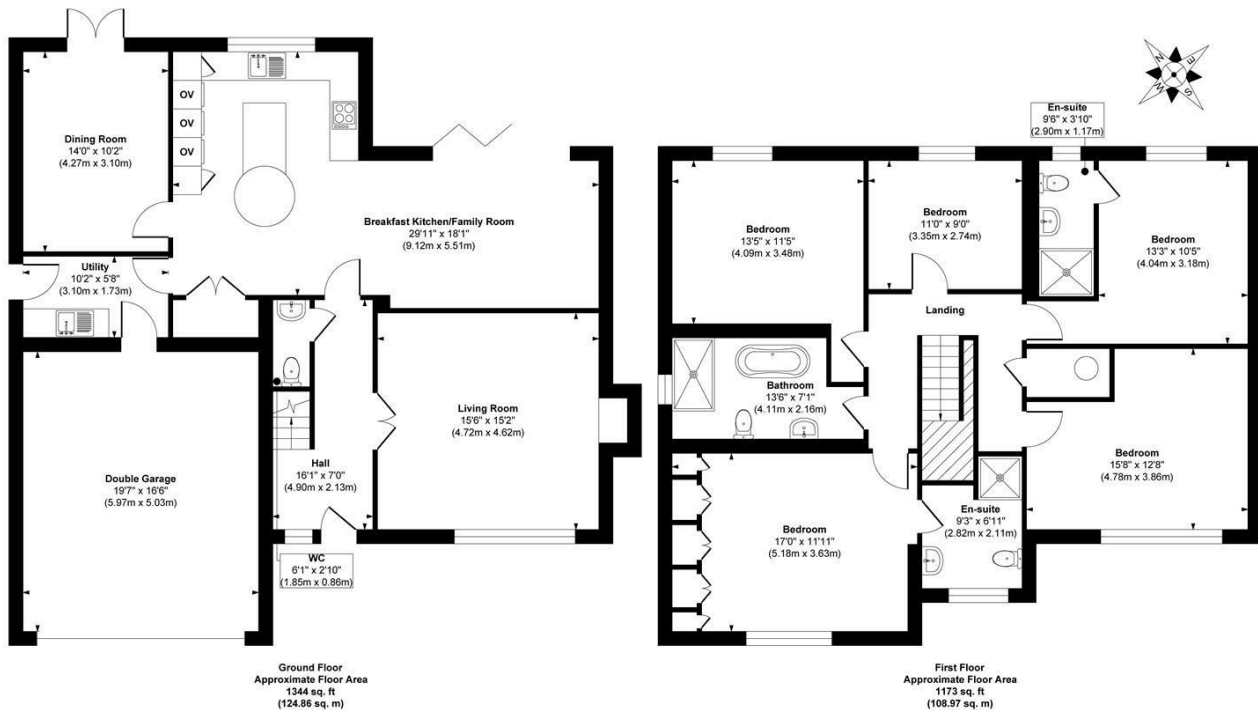 Dining Room
14'0" x 10'2"
(4.27m x 3.10m)
OV
OV
OV
Breakfast Kitchen/Family Room
29'11" x 18'1"
(9.12m x 5.51m)
Utility
10'2" x 5'8"
(3.10m x 1.73m)
Living Room
15'6" x 15'2"
(4.72m x 4.62m)
Hall
16'1" x 7'0"
(4.90m x 2.13m)
Double Garage
19'7" x 16'6"
(5.97m x 5.03m)
WC
6'1" x 2'10"
(1.85m x 0.86m)
Ground Floor
Approximate Floor Area
1344 sq. ft
(124.86 sq. m)
N
E
S
W
En-suite
9'6" x 3'10"
(2.90m x 1.17m)
Bedroom
13'5" x 11'5"
(4.09m x 3.48m)
Bedroom
11'0" x 9'0"
(3.35m x 2.74m)
Bedroom
13'3" x 10'5"
(4.04m x 3.18m)
Landing
Bathroom
13'6" x 7'1"
(4.11m x 2.16m)
Bedroom
15'8" x 12'8"
(4.78m x 3.86m)
Bedroom
17'0" x 11'11"
(5.18m x 3.63m)
En-suite
9'3" x 6'11"
(2.82m x 2.11m)
First Floor
Approximate Floor Area
1173 sq. ft
(108.97 sq. m)